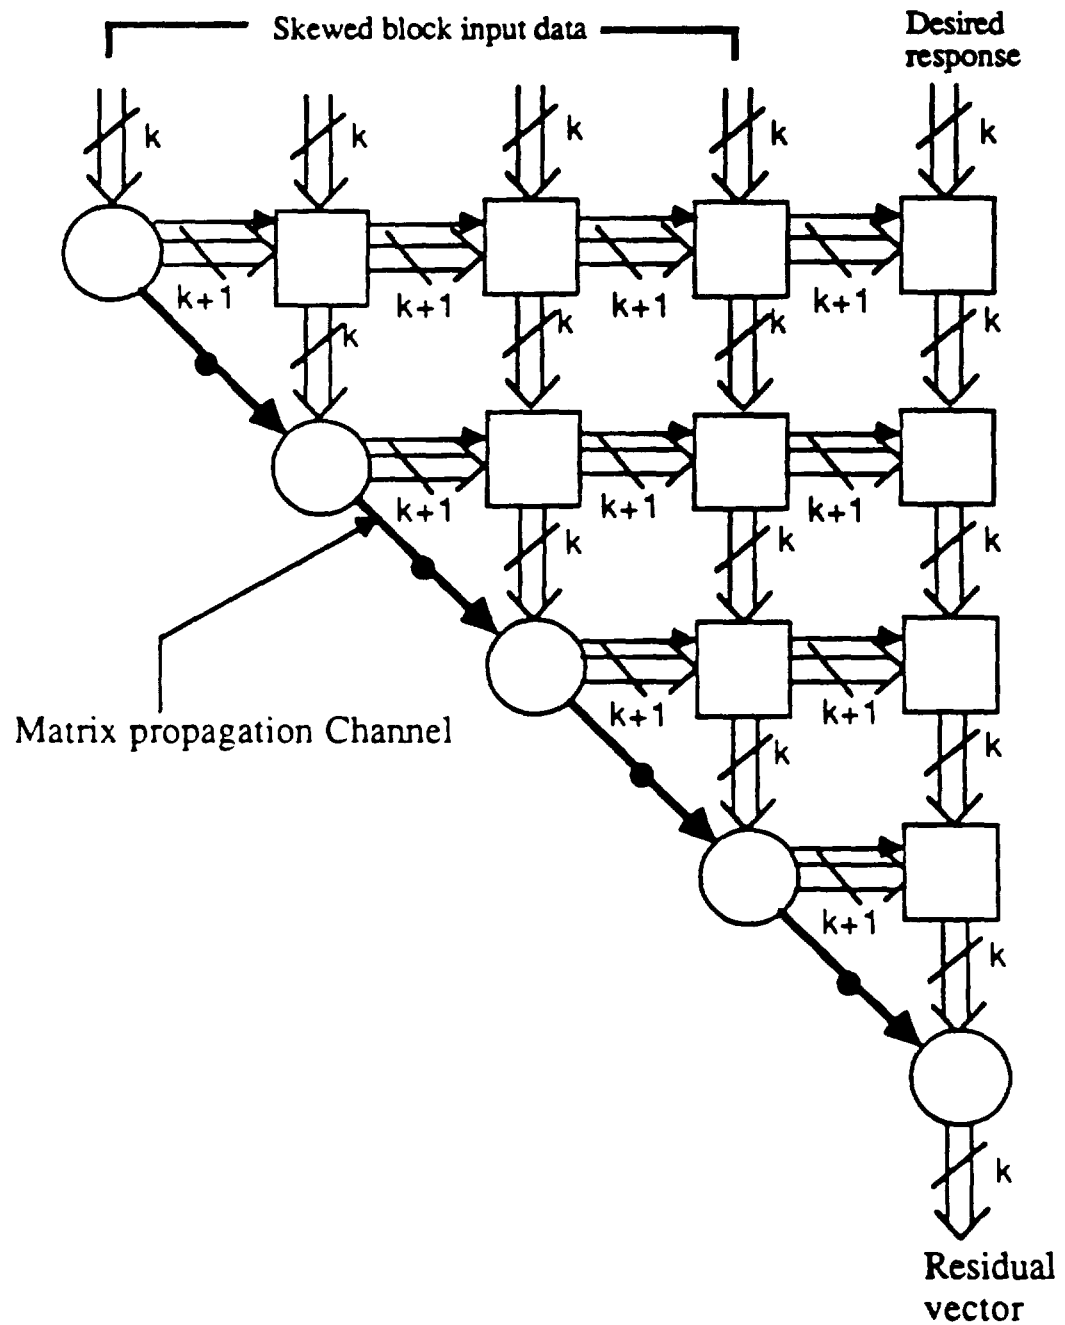 Skewed block input data
Desired
response
k k k k k
k+1 k+1 k+1 k+1
k k k k
k+1 k+1 k+1
k k k
Matrix propagation Channel
k+1 k+1
k k
k+1
k
k
Residual
vector